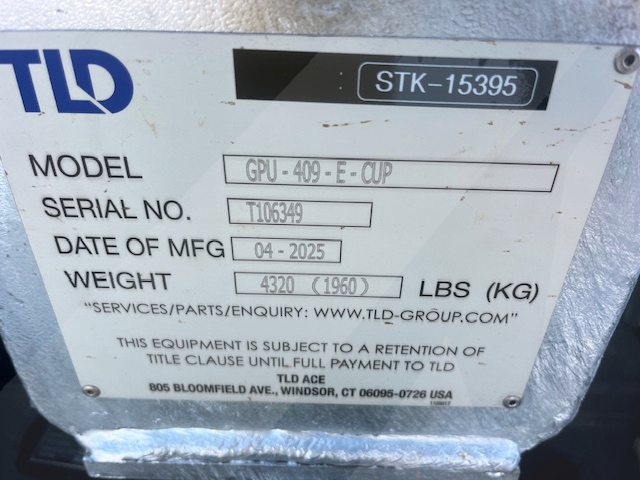 TLD
: STK-15395
MODEL GPU - 409 - E - CUP
SERIAL NO. T106349
DATE OF MFG 04 - 2025
WEIGHT 4320 (1960) LBS (KG)
"SERVICES/PARTS/ENQUIRY: WWW.TLD-GROUP.COM"
THIS EQUIPMENT IS SUBJECT TO A RETENTION OF
TITLE CLAUSE UNTIL FULL PAYMENT TO TLD
TLD ACE
805 BLOOMFIELD AVE., WINDSOR, CT 06095-0726 USA